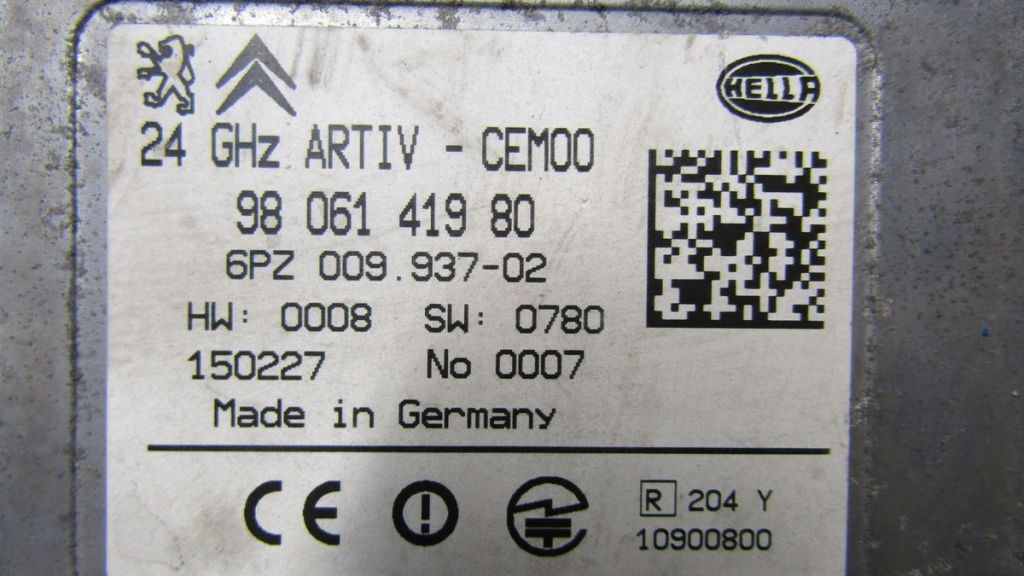 HELLA
24 GHz ARTIV - CEM00
98 061 419 80
6PZ 009.937-02
HW: 0008 SW: 0780
150227 No 0007
Made in Germany
CE R 204 Y
10900800